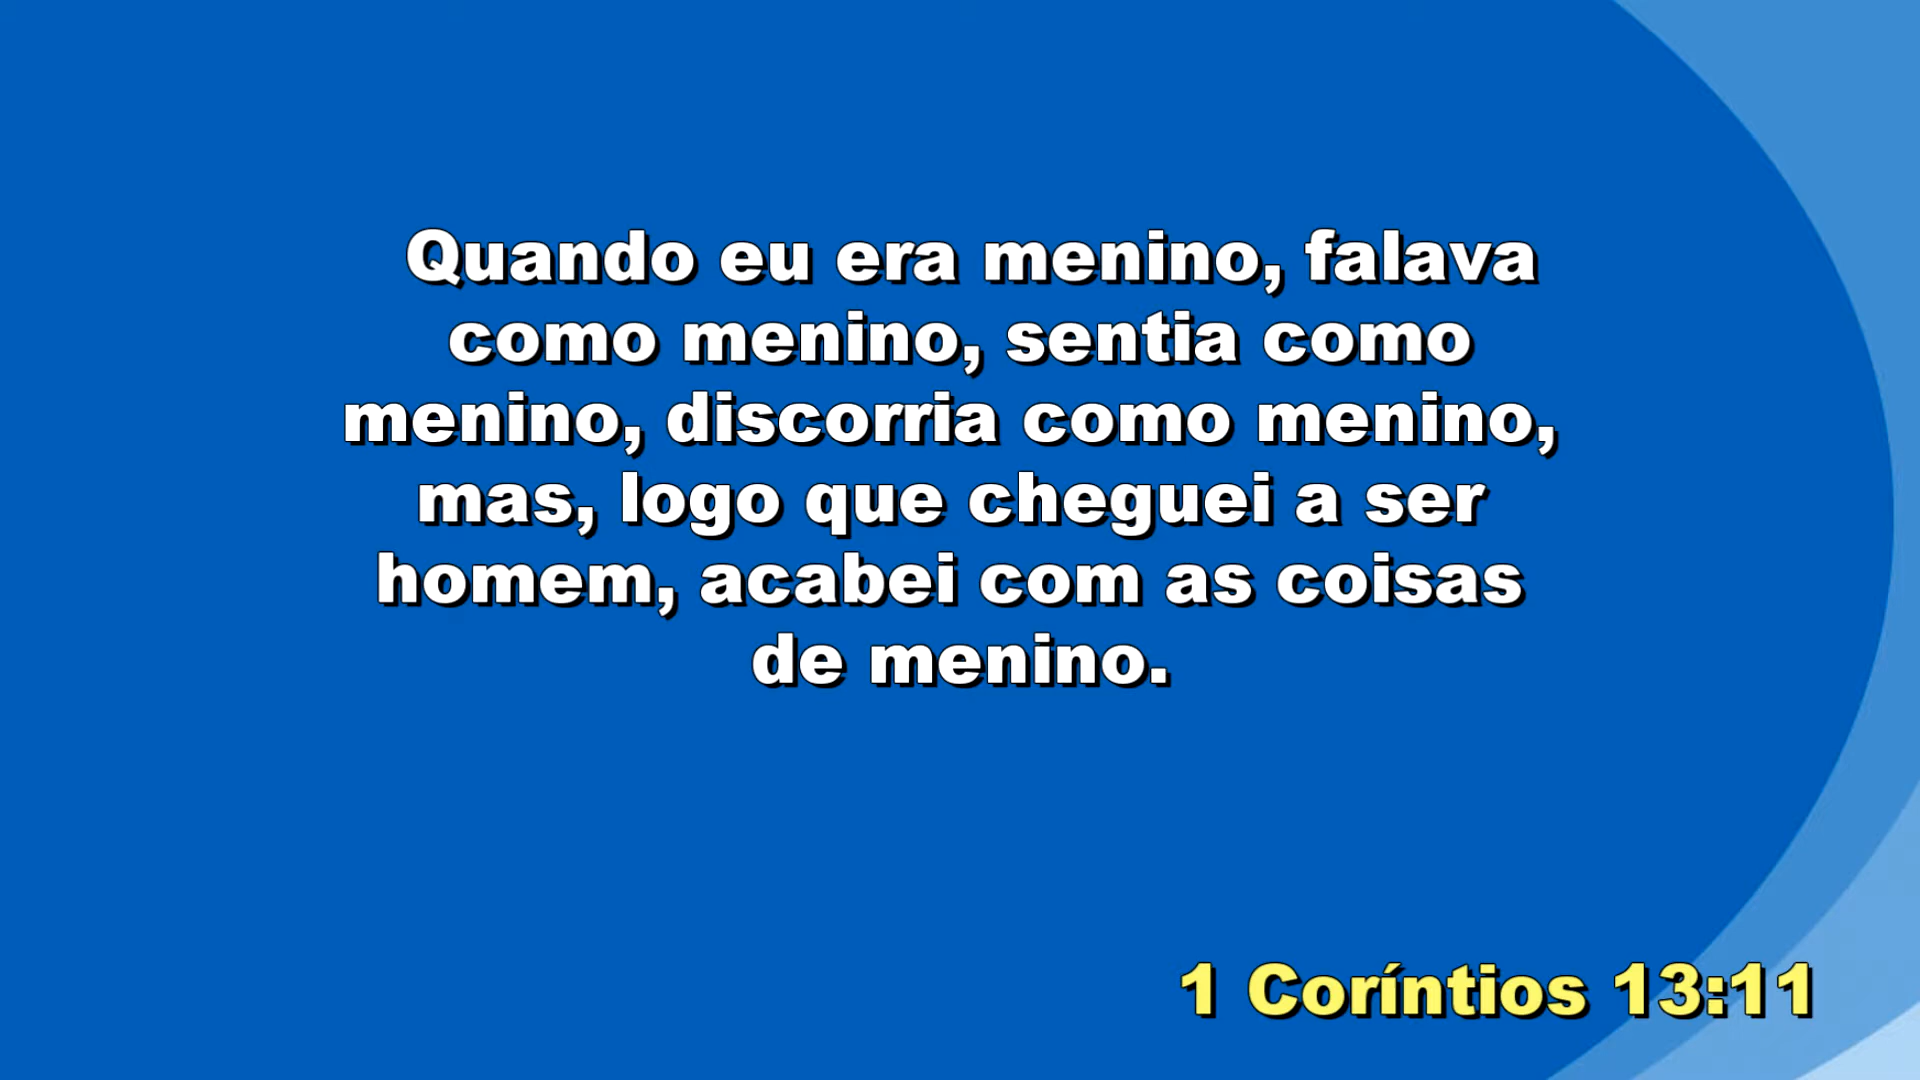 Quando eu era menino, falava
como menino, sentia como
menino, discorria como menino,
mas, logo que cheguei a ser
homem, acabei com as coisas
de menino.
1 Coríntios 13:11